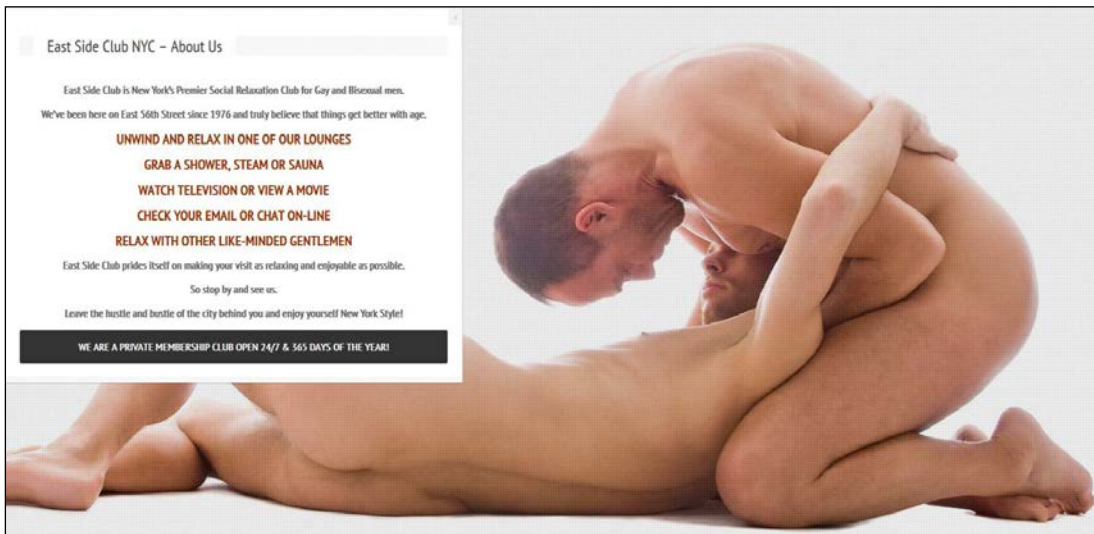 East Side Club NYC – About Us
East Side Club is New York's Premier Social Relaxation Club for Gay and Bisexual men.
We've been here on East 56th Street since 1976 and truly believe that things get better with age.
UNWIND AND RELAX IN ONE OF OUR LOUNGES
GRAB A SHOWER, STEAM OR SAUNA
WATCH TELEVISION OR VIEW A MOVIE
CHECK YOUR EMAIL OR CHAT ON-LINE
RELAX WITH OTHER LIKE-MINDED GENTLEMEN
East Side Club prides itself on making your visit as relaxing and enjoyable as possible.
So stop by and see us.
Leave the hustle and bustle of the city behind you and enjoy yourself New York Style!
WE ARE A PRIVATE MEMBERSHIP CLUB OPEN 24/7 & 365 DAYS OF THE YEAR!